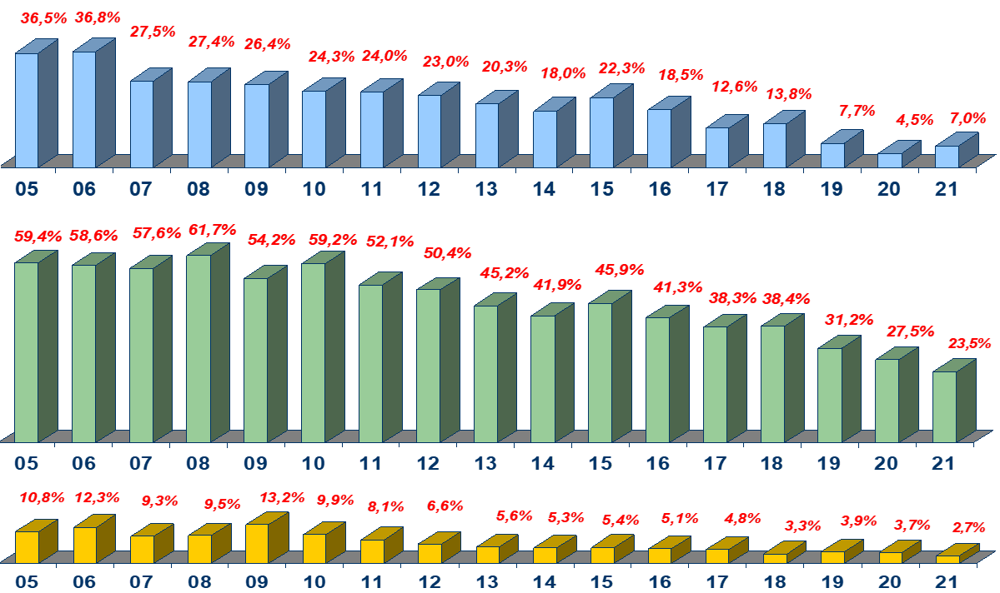 36,5% 36,8% 27,5% 27,4% 26,4% 24,3% 24,0% 23,0% 20,3% 18,0% 22,3% 18,5% 12,6% 13,8% 7,7% 4,5% 7,0%
05 06 07 08 09 10 11 12 13 14 15 16 17 18 19 20 21
59,4% 58,6% 57,6% 61,7% 54,2% 59,2% 52,1% 50,4% 45,2% 41,9% 45,9% 41,3% 38,3% 38,4% 31,2% 27,5% 23,5%
05 06 07 08 09 10 11 12 13 14 15 16 17 18 19 20 21
10,8% 12,3% 9,3% 9,5% 13,2% 9,9% 8,1% 6,6% 5,6% 5,3% 5,4% 5,1% 4,8% 3,3% 3,9% 3,7% 2,7%
05 06 07 08 09 10 11 12 13 14 15 16 17 18 19 20 21